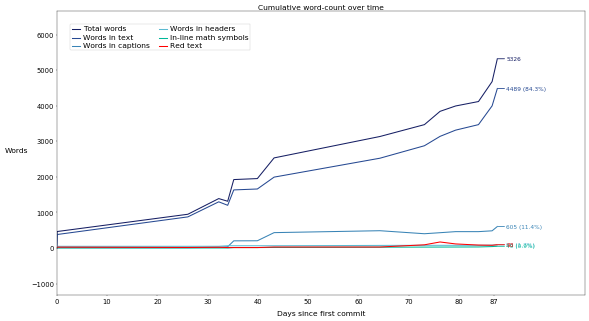 Cumulative word-count over time
Total words
Words in text
Words in captions
Words in headers
In-line math symbols
Red text
Words
6000
5000
4000
3000
2000
1000
0
−1000
5326
4489 (84.3%)
605 (11.4%)
0
10
20
30
40
50
60
70
80
87
Days since first commit